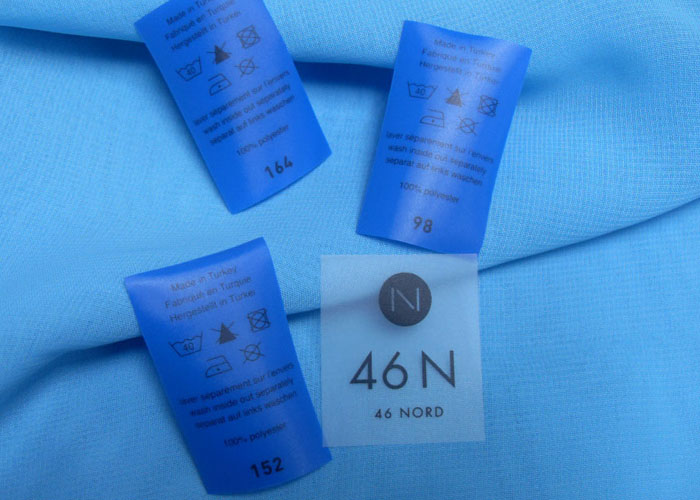 Made in Turkey
Fabriqué en Turquie
Hergestellt in Türkei
40
laver séparément sur l'envers
wash inside out separately
separat auf links waschen
100% polyester
164
Made in Turkey
Fabriqué en Turquie
Hergestellt in Türkei
40
laver séparément sur l'envers
wash inside out separately
separat auf links waschen
100% polyester
98
Made in Turkey
Fabriqué en Turquie
Hergestellt in Türkei
40
laver séparément sur l'envers
wash inside out separately
separat auf links waschen
100% polyester
152
N
46 N
46 NORD